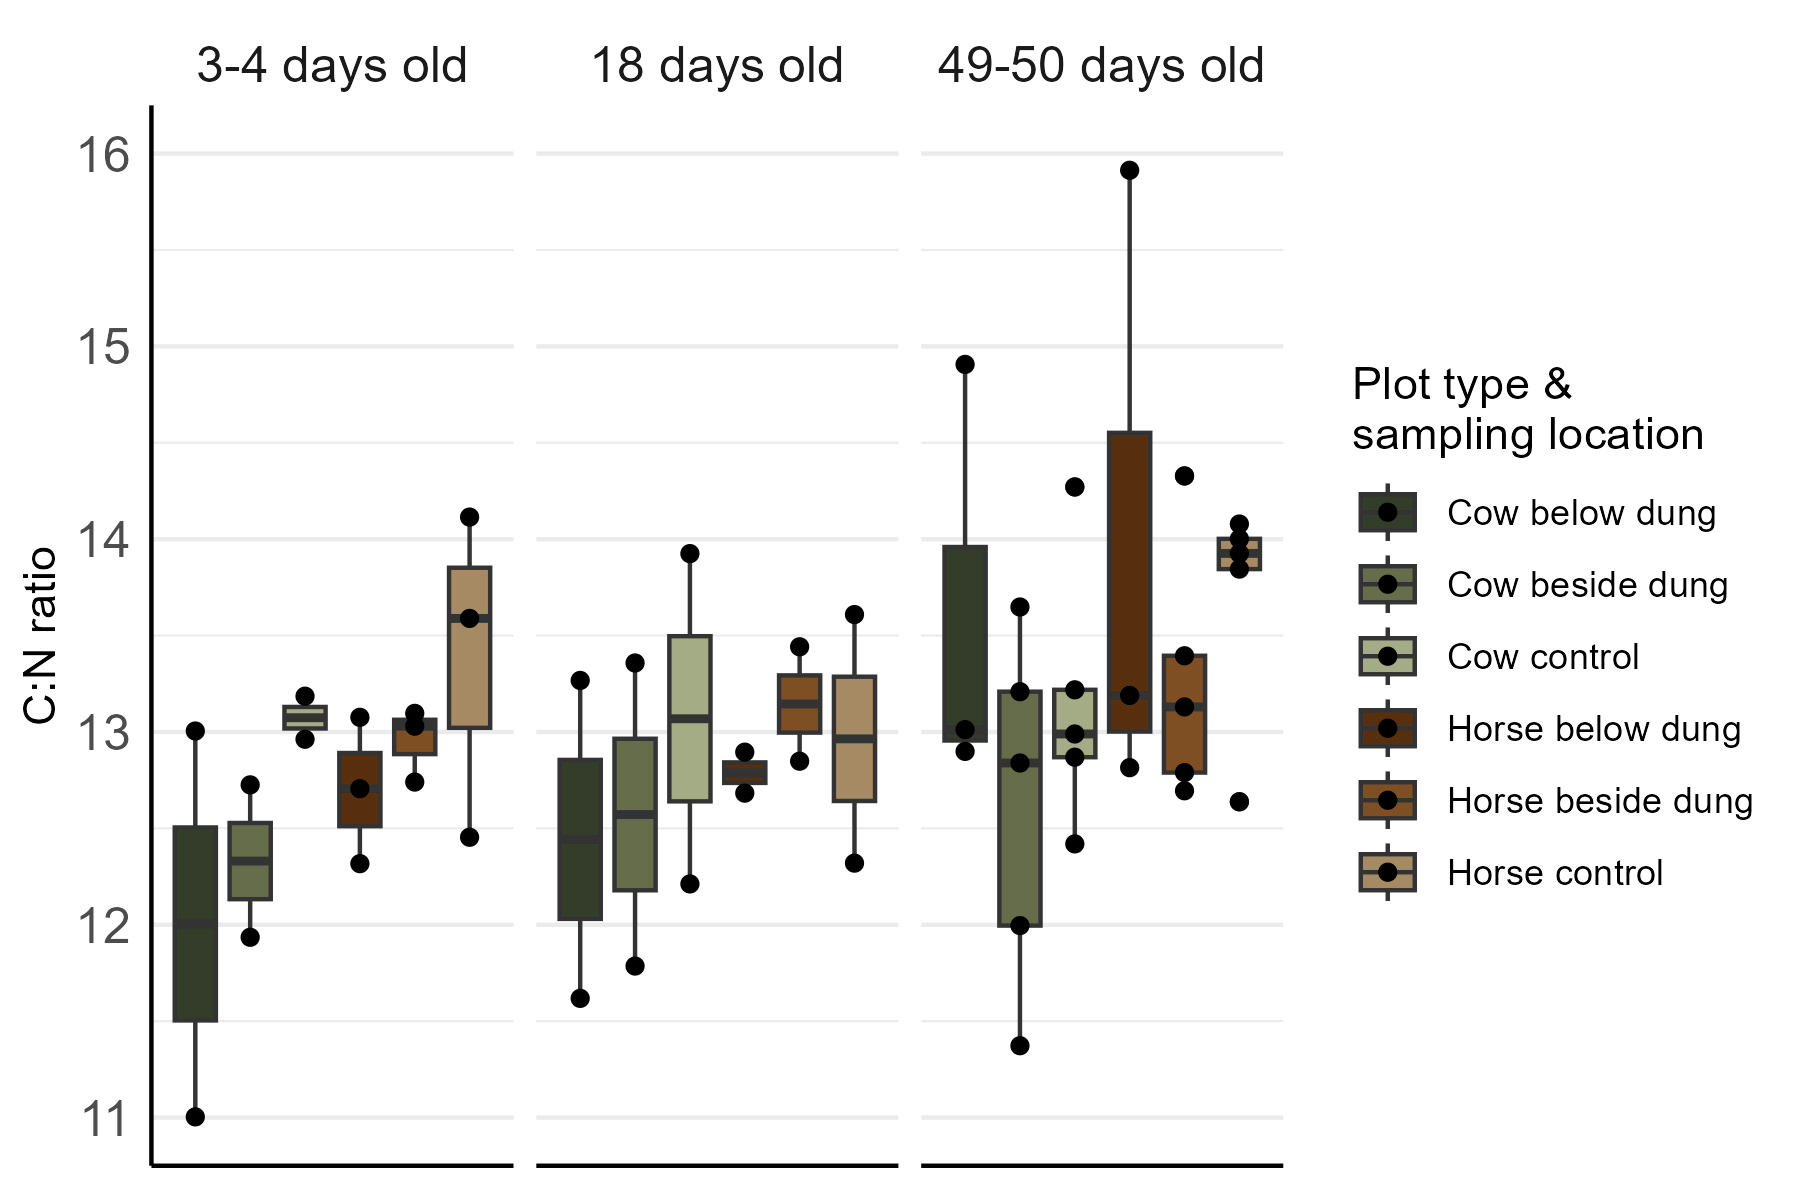 3-4 days old
18 days old
49-50 days old
16
15
14
13
12
11
C:N ratio
Plot type &
sampling location
Cow below dung
Cow beside dung
Cow control
Horse below dung
Horse beside dung
Horse control